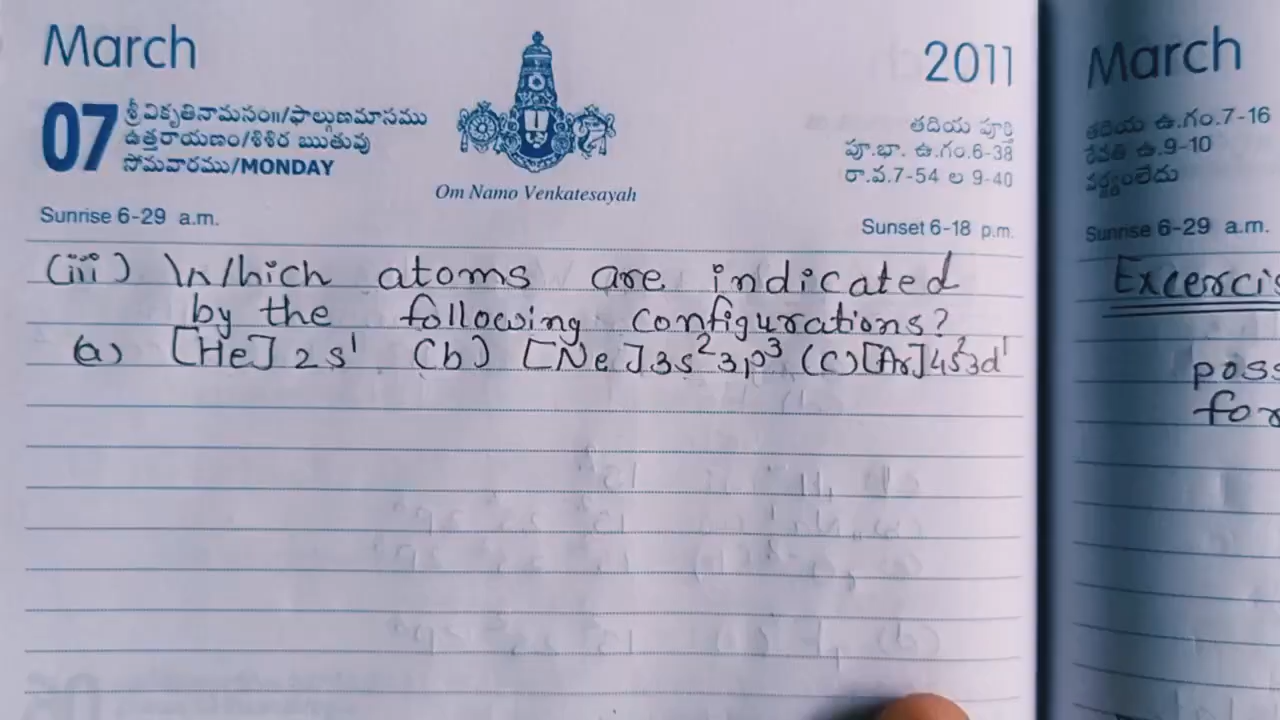 March
2011
07
శ్రీ వికృతినామసం॥/ఫాల్గుణమాసము
ఉత్తరాయణం/శిశిర ఋతువు
సోమవారము/MONDAY
Om Namo Venkatesayah
తదియ పూర్తి
పూ.భా. ఉ.గం.6-38
రా.వ.7-54 ల 9-40
Sunrise 6-29 a.m.
Sunset 6-18 p.m.
(iii) Which atoms are indicated
by the following configurations?
(a) [He] 2s¹ (b) [Ne] 3s² 3p³ (c) [Ar] 4s² 3d¹
March
తదియ ఉ.గం.7-16
రేవతి ఉ.9-10
వర్జ్యంలేదు
Sunrise 6-29 a.m.
Excercis
poss
for